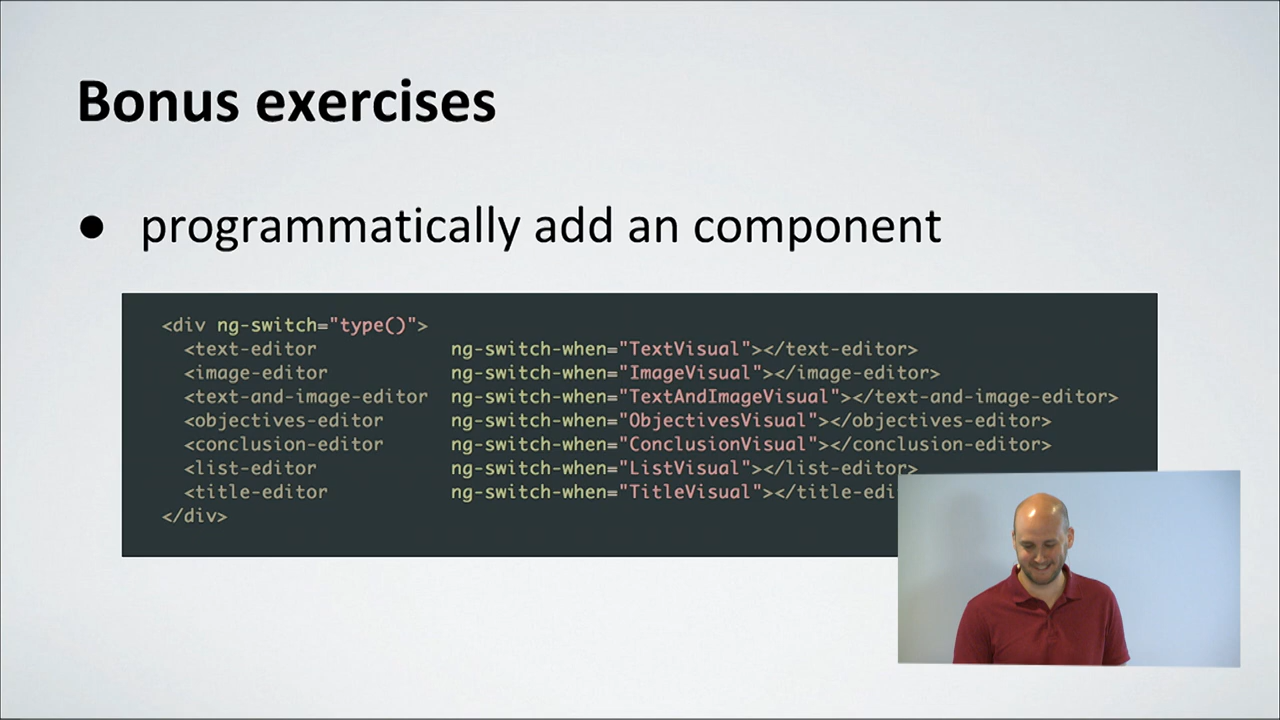 Bonus exercises
● programmatically add an component
<div ng-switch="type()">
<text-editor ng-switch-when="TextVisual"></text-editor>
<image-editor ng-switch-when="ImageVisual"></image-editor>
<text-and-image-editor ng-switch-when="TextAndImageVisual"></text-and-image-editor>
<objectives-editor ng-switch-when="ObjectivesVisual"></objectives-editor>
<conclusion-editor ng-switch-when="ConclusionVisual"></conclusion-editor>
<list-editor ng-switch-when="ListVisual"></list-editor>
<title-editor ng-switch-when="TitleVisual"></title-edi
</div>